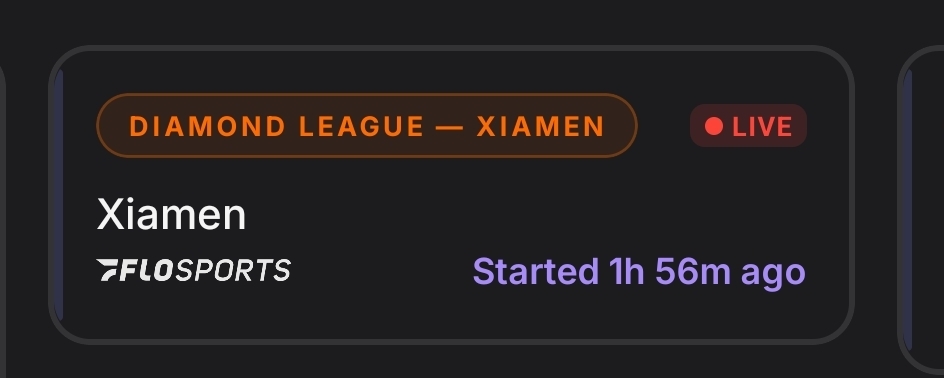 DIAMOND LEAGUE — XIAMEN
LIVE
Xiamen
FLOSPORTS
Started 1h 56m ago